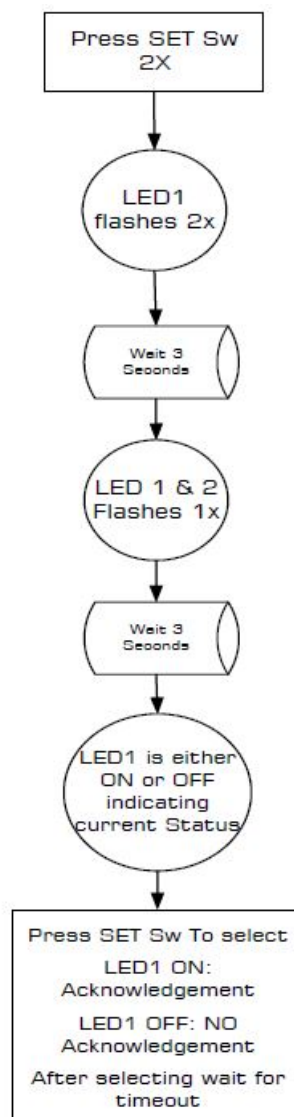 Press SET Sw
2X
LED1
flashes 2x
Wait 3
Seconds
LED 1 & 2
Flashes 1x
Wait 3
Seconds
LED1 is either
ON or OFF
indicating
current Status
Press SET Sw To select
LED1 ON:
Acknowledgement
LED1 OFF: NO
Acknowledgement
After selecting wait for
timeout